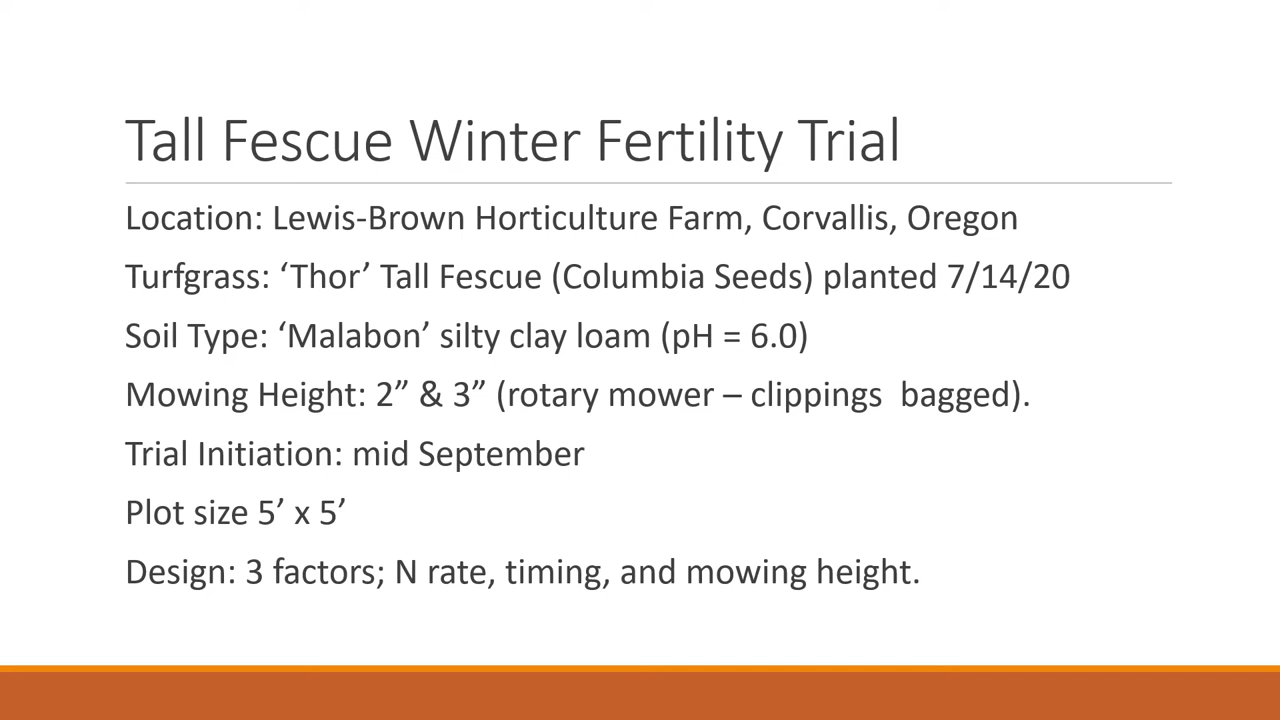 Tall Fescue Winter Fertility Trial
Location: Lewis-Brown Horticulture Farm, Corvallis, Oregon
Turfgrass: ‘Thor’ Tall Fescue (Columbia Seeds) planted 7/14/20
Soil Type: ‘Malabon’ silty clay loam (pH = 6.0)
Mowing Height: 2” & 3” (rotary mower – clippings  bagged).
Trial Initiation: mid September
Plot size 5’ x 5’
Design: 3 factors; N rate, timing, and mowing height.